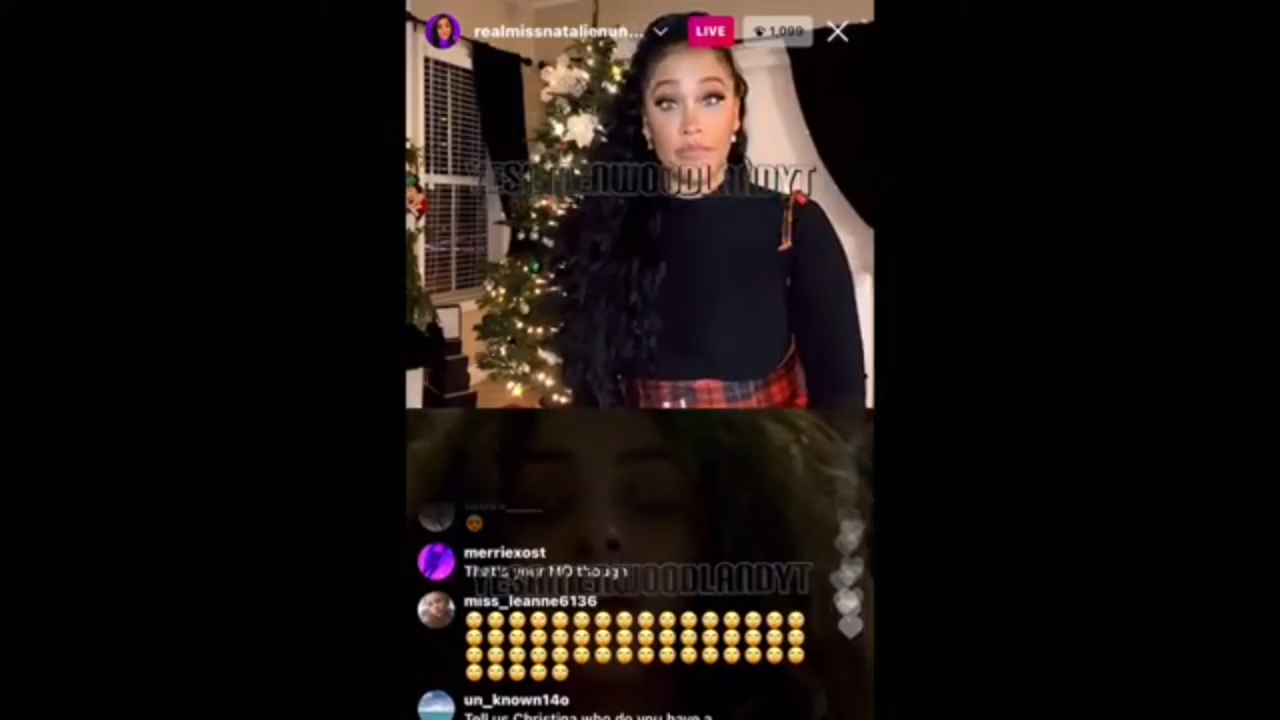 realmissnatalienun...
LIVE
1,099
merriexost
That's your MO though
miss_leanne6136
un_known14o
Tell us Christina who do you have a